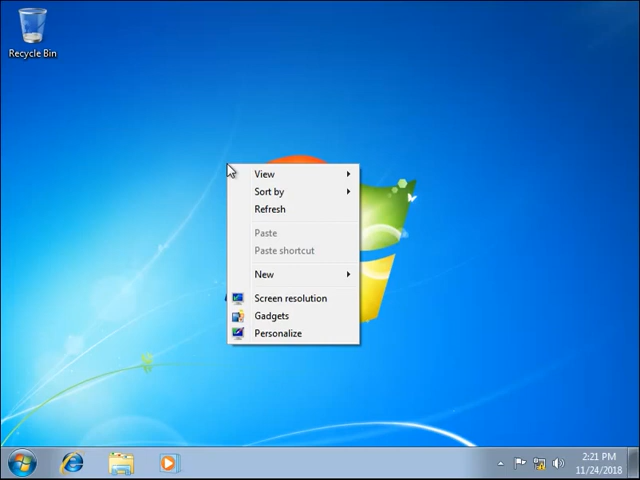 Recycle Bin
View
Sort by
Refresh
Paste
Paste shortcut
New
Screen resolution
Gadgets
Personalize
2:21 PM
11/24/2018